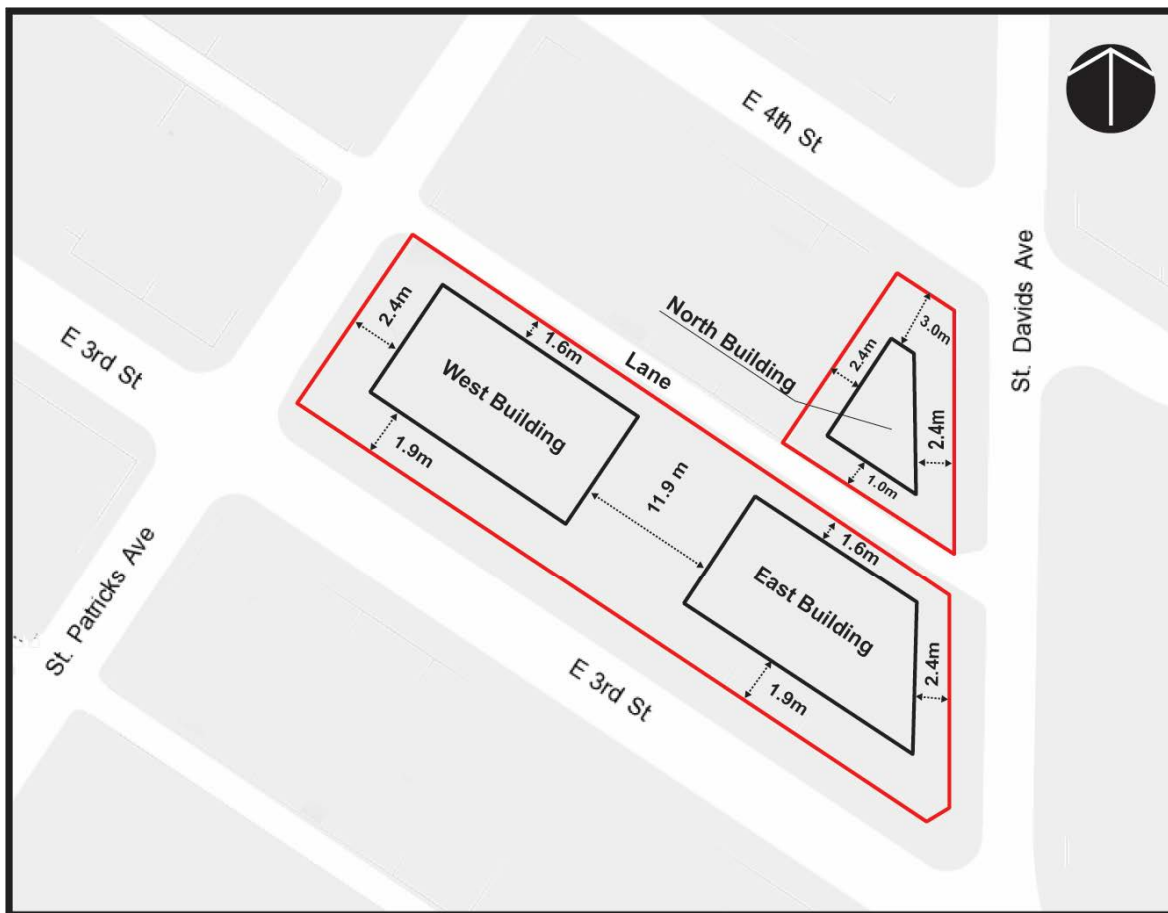 E 4th St
St. Davids Ave
3.0m
North Building
2.4m
2.4m
1.0m
E 3rd St
2.4m
1.6m
Lane
West Building
1.9m
11.9 m
1.6m
East Building
2.4m
1.9m
St. Patricks Ave
E 3rd St